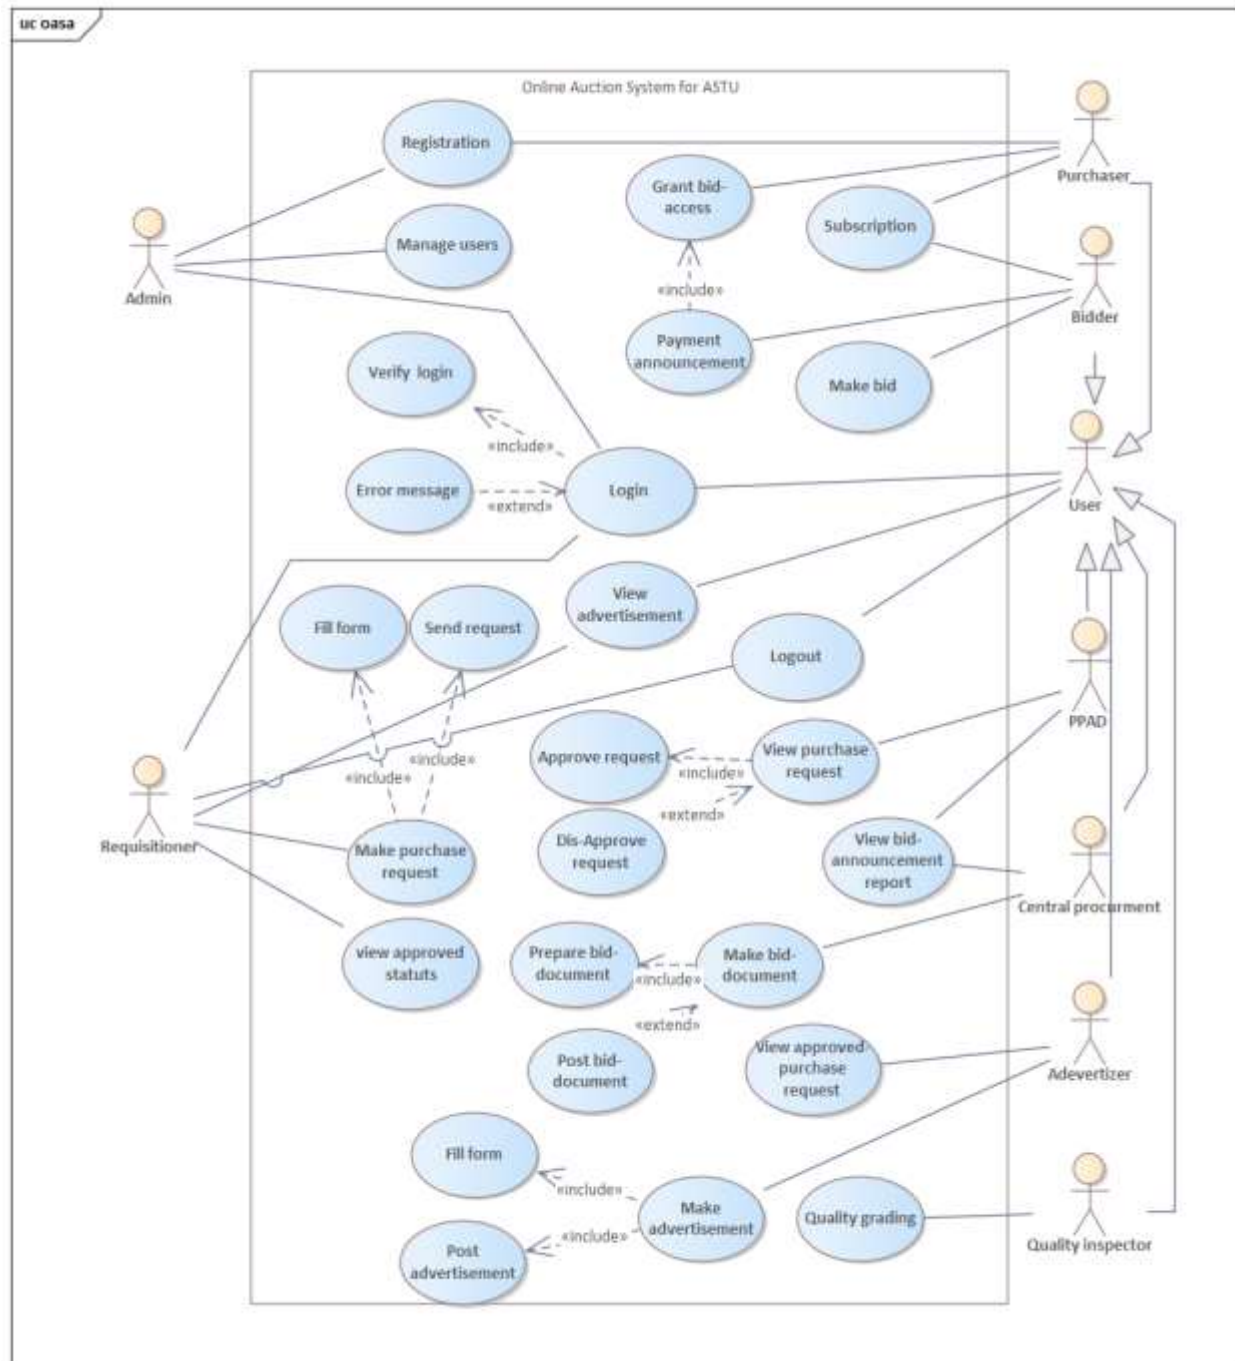 uc oasa
Online Auction System for ASTU
Registration
Purchaser
Grant bid-
access
Subscription
Manage users
Admin
«include»
Bidder
Payment
announcement
Verify  login
Make bid
«include»
Error message
«extend»
Login
User
View
advertisement
Fill form
Send request
Logout
PPAD
Approve request
«include»
View purchase
request
«include»
«include»
«extend»
Requisitioner
Make purchase
request
Dis-Approve
request
View bid-
announcement
report
Central procurment
view approved
statuts
Prepare bid-
document
«include»
Make bid-
document
«extend»
Post bid-
document
View approved-
purchase
request
Adevertizer
Fill form
«include»
Make
advertisement
«include»
Quality grading
Quality inspector
Post
advertisement